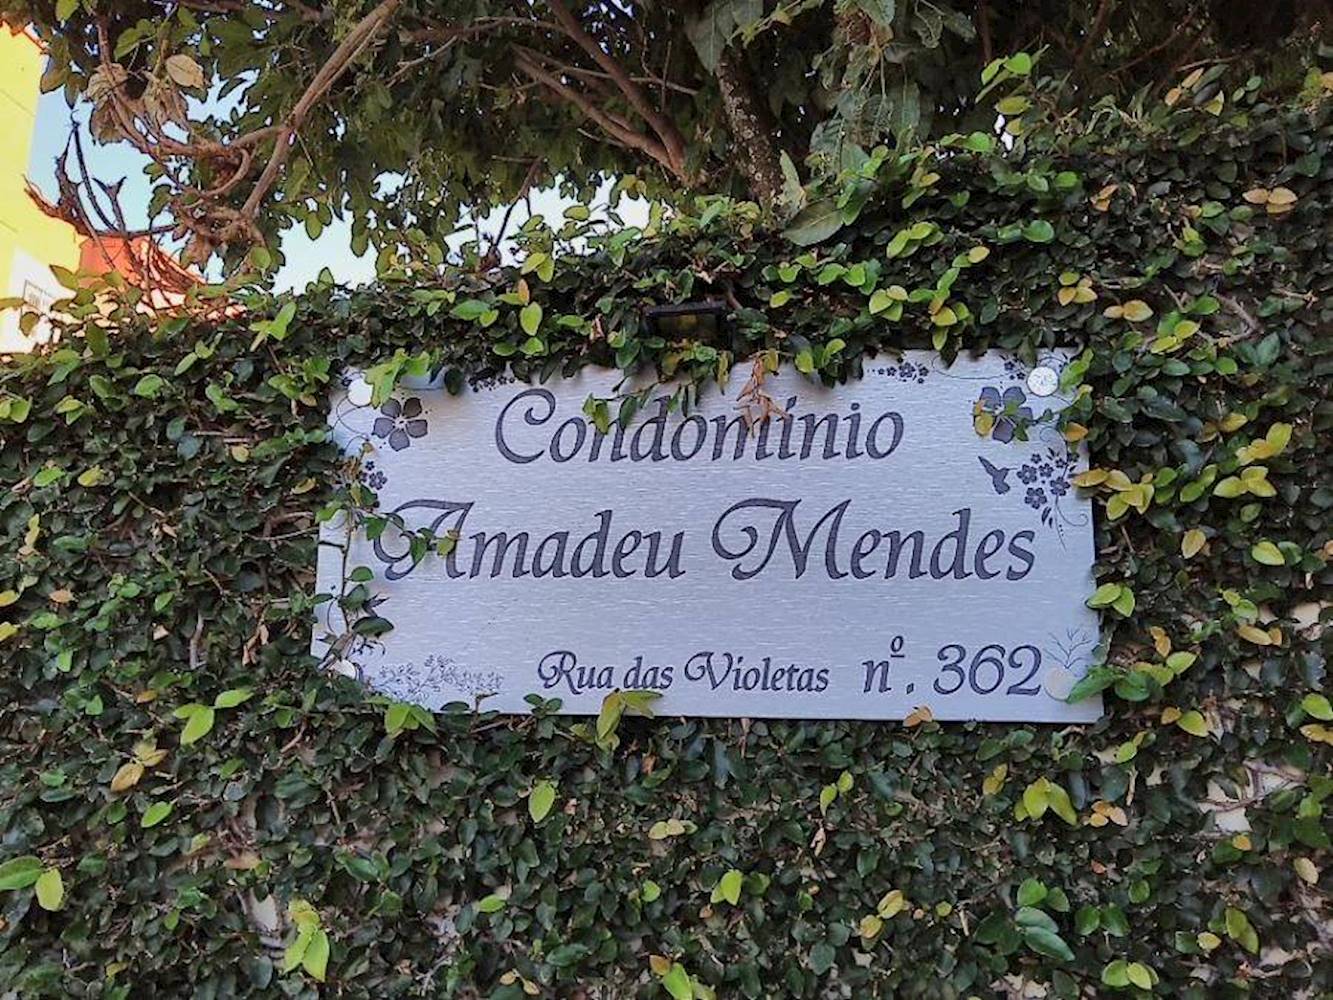 Condomínio
Amadeu Mendes
Rua das Violetas nº. 362